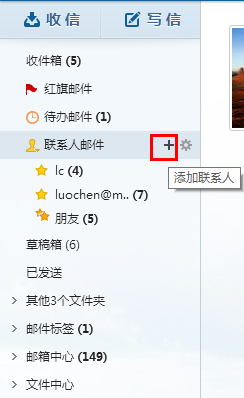 收信 写信
收件箱 (5)
红旗邮件
待办邮件 (1)
联系人邮件
添加联系人
lc (4)
luochen@m.. (7)
朋友 (5)
草稿箱 (6)
已发送
其他3个文件夹
邮件标签 (1)
邮箱中心 (149)
文件中心